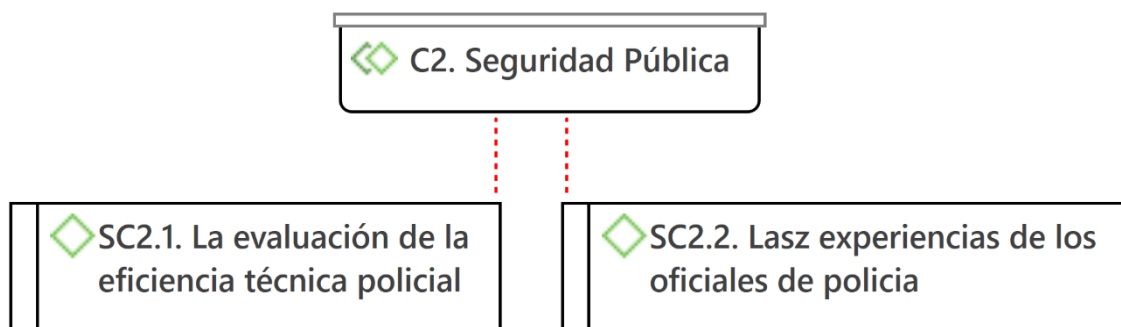 C2. Seguridad Pública
SC2.1. La evaluación de la
eficiencia técnica policial
SC2.2. Lasz experiencias de los
oficiales de policia